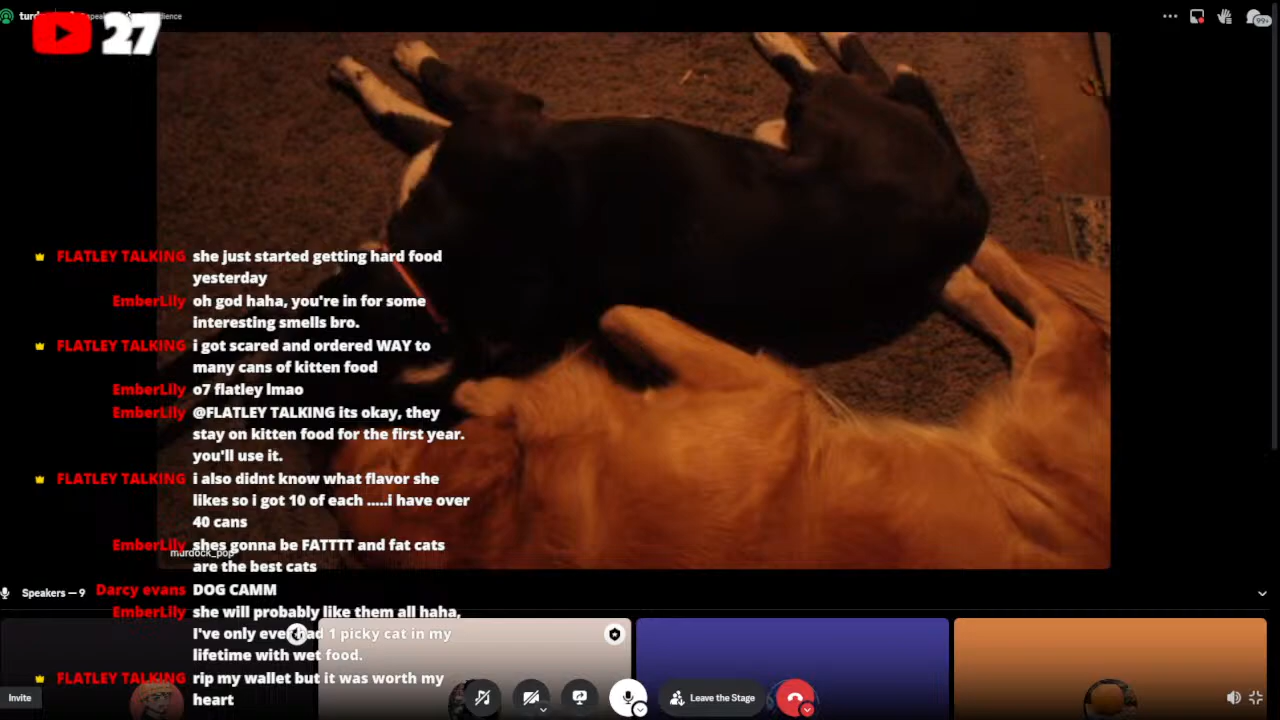 27
FLATLEY TALKING she just started getting hard food
yesterday
EmberLily oh god haha, you're in for some
interesting smells bro.
FLATLEY TALKING i got scared and ordered WAY to
many cans of kitten food
EmberLily o7 flatley lmao
EmberLily @FLATLEY TALKING its okay, they
stay on kitten food for the first year.
you'll use it.
FLATLEY TALKING i also didnt know what flavor she
likes so i got 10 of each .....i have over
40 cans
EmberLily shes gonna be FATTTT and fat cats
are the best cats
murdock_pop
Speakers — 9
Darcy evans DOG CAMM
EmberLily she will probably like them all haha,
I've only ever had 1 picky cat in my
lifetime with wet food.
FLATLEY TALKING rip my wallet but it was worth my
heart
Invite
Leave the Stage
99+